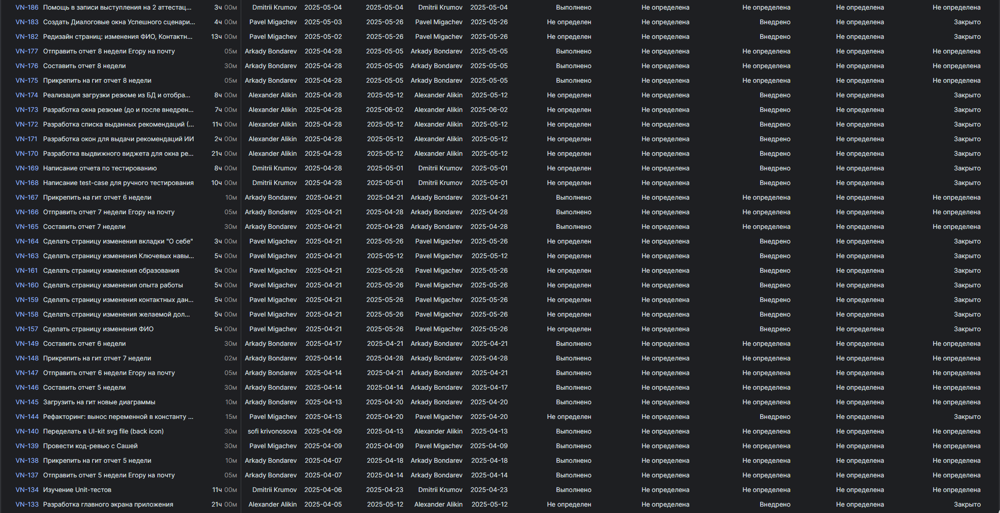 VN-186 Помощь в записи выступления на 2 аттестац... 3ч 00м Dmitrii Krumov 2025-05-04 2025-05-04 Dmitrii Krumov 2025-05-04 Выполнено Не определена Не определена Не определена Не определена
VN-183 Создать Диалоговые окна Успешного сценари... 4ч 00м Pavel Migachev 2025-05-03 2025-05-26 Pavel Migachev 2025-05-26 Не определен Не определена Внедрено Не определена Закрыто
VN-182 Редизайн страниц: изменения ФИО, Контактн... 13ч 00м Pavel Migachev 2025-05-02 2025-05-26 Pavel Migachev 2025-05-26 Не определен Не определена Внедрено Не определена Закрыто
VN-177 Отправить отчет 8 недели Егору на почту 05м Arkady Bondarev 2025-04-28 2025-05-05 Arkady Bondarev 2025-05-05 Выполнено Не определена Не определена Не определена Не определена
VN-176 Составить отчет 8 недели 30м Arkady Bondarev 2025-04-28 2025-05-05 Arkady Bondarev 2025-05-05 Выполнено Не определена Не определена Не определена Не определена
VN-175 Прикрепить на гит отчет 8 недели 05м Arkady Bondarev 2025-04-28 2025-05-05 Arkady Bondarev 2025-05-05 Выполнено Не определена Не определена Не определена Не определена
VN-174 Реализация загрузки резюме из БД и отобра... 8ч 00м Alexander Alikin 2025-04-28 2025-05-12 Alexander Alikin 2025-05-12 Не определен Не определена Внедрено Не определена Закрыто
VN-173 Разработка окна резюме (до и после внедрен... 7ч 00м Alexander Alikin 2025-04-28 2025-06-02 Alexander Alikin 2025-06-02 Не определен Не определена Внедрено Не определена Закрыто
VN-172 Разработка списка выданных рекомендаций (... 11ч 00м Alexander Alikin 2025-04-28 2025-05-12 Alexander Alikin 2025-05-12 Не определен Не определена Внедрено Не определена Закрыто
VN-171 Разработка окон для выдачи рекомендаций ИИ 2ч 00м Alexander Alikin 2025-04-28 2025-05-12 Alexander Alikin 2025-05-12 Не определен Не определена Внедрено Не определена Закрыто
VN-170 Разработка выдвижного виджета для окна ре... 21ч 00м Alexander Alikin 2025-04-28 2025-05-12 Alexander Alikin 2025-05-12 Не определен Не определена Внедрено Не определена Закрыто
VN-169 Написание отчета по тестированию 8ч 00м Dmitrii Krumov 2025-04-28 2025-05-01 Dmitrii Krumov 2025-05-01 Не определен Не определена Внедрено Не определена Закрыто
VN-168 Написание test-case для ручного тестирования 10ч 00м Dmitrii Krumov 2025-04-28 2025-05-01 Dmitrii Krumov 2025-05-01 Не определен Не определена Внедрено Не определена Закрыто
VN-167 Прикрепить на гит отчет 6 недели 10м Arkady Bondarev 2025-04-21 2025-04-21 Arkady Bondarev 2025-04-21 Выполнено Не определена Не определена Не определена Не определена
VN-166 Отправить отчет 7 недели Егору на почту 05м Arkady Bondarev 2025-04-21 2025-04-28 Arkady Bondarev 2025-04-28 Выполнено Не определена Не определена Не определена Не определена
VN-165 Составить отчет 7 недели 30м Arkady Bondarev 2025-04-21 2025-04-28 Arkady Bondarev 2025-04-28 Выполнено Не определена Не определена Не определена Не определена
VN-164 Сделать страницу изменения вкладки "О себе" 3ч 00м Pavel Migachev 2025-04-21 2025-05-26 Pavel Migachev 2025-05-26 Не определен Не определена Внедрено Не определена Закрыто
VN-163 Сделать страницу изменения Ключевых навы... 5ч 00м Pavel Migachev 2025-04-21 2025-05-12 Pavel Migachev 2025-05-12 Не определен Не определена Внедрено Не определена Закрыто
VN-161 Сделать страницу изменения образования 5ч 00м Pavel Migachev 2025-04-21 2025-05-26 Pavel Migachev 2025-05-26 Не определен Не определена Внедрено Не определена Закрыто
VN-160 Сделать страницу изменения опыта работы 5ч 00м Pavel Migachev 2025-04-21 2025-05-26 Pavel Migachev 2025-05-26 Не определен Не определена Внедрено Не определена Закрыто
VN-159 Сделать страницу изменения контактных дан... 5ч 00м Pavel Migachev 2025-04-21 2025-05-26 Pavel Migachev 2025-05-26 Не определен Не определена Внедрено Не определена Закрыто
VN-158 Сделать страницу изменения желаемой дол... 5ч 00м Pavel Migachev 2025-04-21 2025-05-26 Pavel Migachev 2025-05-26 Не определен Не определена Внедрено Не определена Закрыто
VN-157 Сделать страницу изменения ФИО 5ч 00м Pavel Migachev 2025-04-21 2025-05-26 Pavel Migachev 2025-05-26 Не определен Не определена Внедрено Не определена Закрыто
VN-149 Составить отчет 6 недели 30м Arkady Bondarev 2025-04-17 2025-04-21 Arkady Bondarev 2025-04-21 Выполнено Не определена Не определена Не определена Не определена
VN-148 Прикрепить на гит отчет 7 недели 02м Arkady Bondarev 2025-04-14 2025-04-28 Arkady Bondarev 2025-04-28 Выполнено Не определена Не определена Не определена Не определена
VN-147 Отправить отчет 6 недели Егору на почту 05м Arkady Bondarev 2025-04-14 2025-04-21 Arkady Bondarev 2025-04-21 Выполнено Не определена Не определена Не определена Не определена
VN-146 Составить отчет 5 недели 30м Arkady Bondarev 2025-04-14 2025-04-14 Arkady Bondarev 2025-04-17 Выполнено Не определена Не определена Не определена Не определена
VN-145 Загрузить на гит новые диаграммы 10м Arkady Bondarev 2025-04-13 2025-04-20 Arkady Bondarev 2025-04-20 Выполнено Не определена Не определена Не определена Не определена
VN-144 Рефакторинг: вынос переменной в константу ... 15м Pavel Migachev 2025-04-13 2025-04-20 Pavel Migachev 2025-04-20 Не определен Не определена Внедрено Не определена Закрыто
VN-140 Переделать в UI-kit svg file (back icon) 30м sofi krivonosova 2025-04-09 2025-04-13 Alexander Alikin 2025-04-13 Выполнено Не определена Не определена Не определена Не определена
VN-139 Провести код-ревью с Сашей 30м Pavel Migachev 2025-04-09 2025-04-09 Pavel Migachev 2025-04-09 Выполнено Не определена Не определена Не определена Не определена
VN-138 Прикрепить на гит отчет 5 недели 10м Arkady Bondarev 2025-04-07 2025-04-18 Arkady Bondarev 2025-04-18 Выполнено Не определена Не определена Не определена Не определена
VN-137 Отправить отчет 5 недели Егору на почту 05м Arkady Bondarev 2025-04-07 2025-04-14 Arkady Bondarev 2025-04-14 Выполнено Не определена Не определена Не определена Не определена
VN-134 Изучение Unit-тестов 11ч 00м Dmitrii Krumov 2025-04-06 2025-04-23 Dmitrii Krumov 2025-04-23 Выполнено Не определена Не определена Не определена Не определена
VN-133 Разработка главного экрана приложения 21ч 00м Alexander Alikin 2025-04-05 2025-05-12 Alexander Alikin 2025-05-12 Не определен Не определена Внедрено Не определена Закрыто